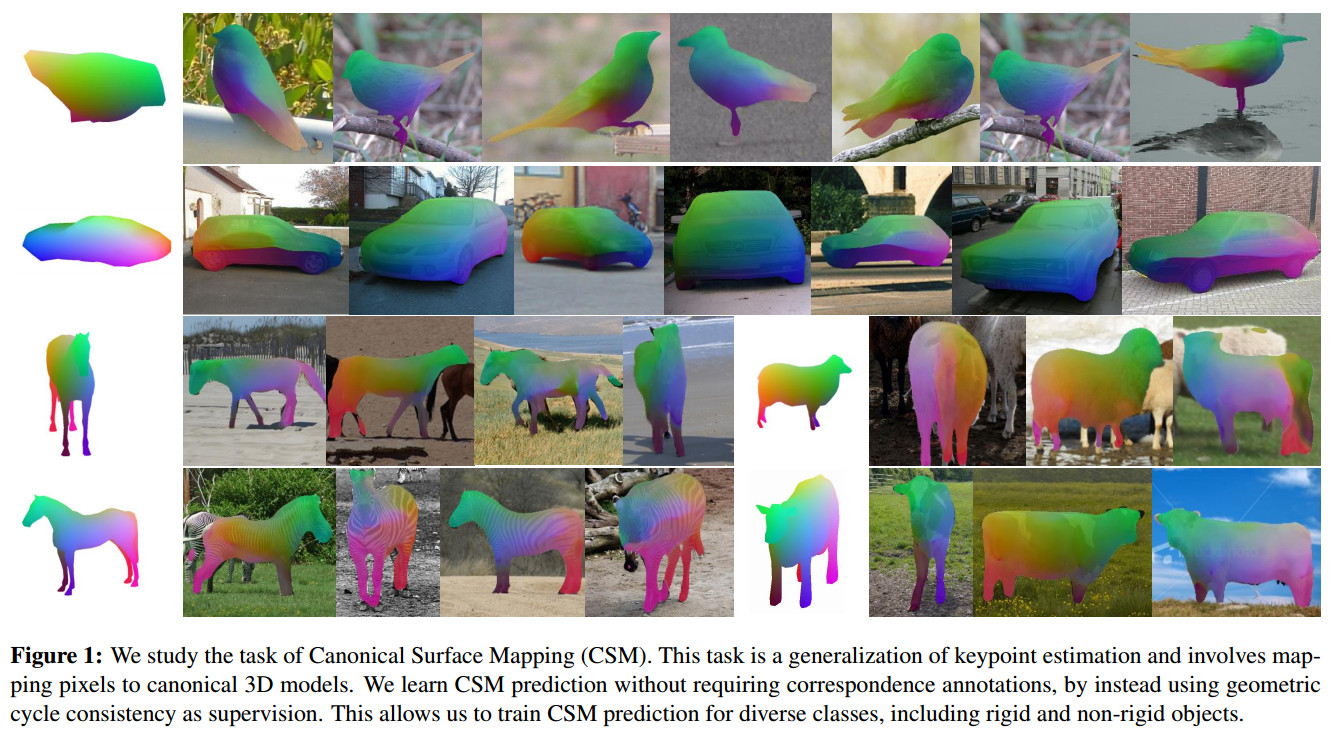 Figure 1: We study the task of Canonical Surface Mapping (CSM). This task is a generalization of keypoint estimation and involves map-
ping pixels to canonical 3D models. We learn CSM prediction without requiring correspondence annotations, by instead using geometric
cycle consistency as supervision. This allows us to train CSM prediction for diverse classes, including rigid and non-rigid objects.